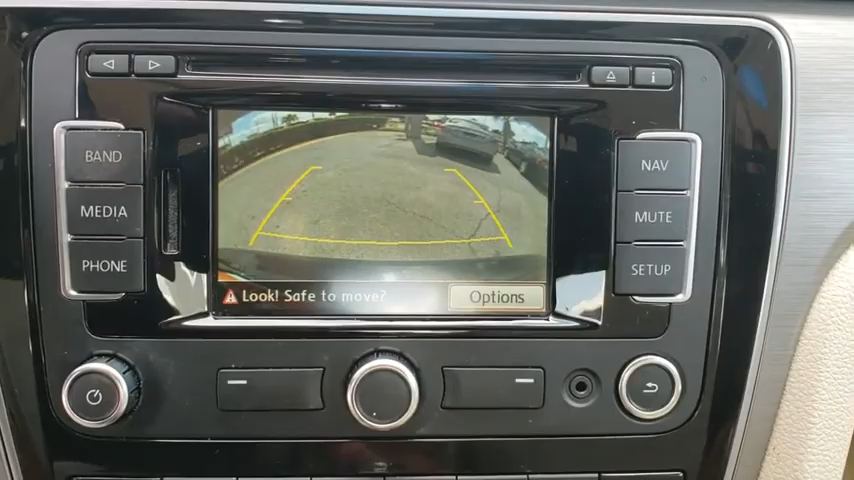 i
BAND
MEDIA
PHONE
NAV
MUTE
SETUP
Look! Safe to move?
Options